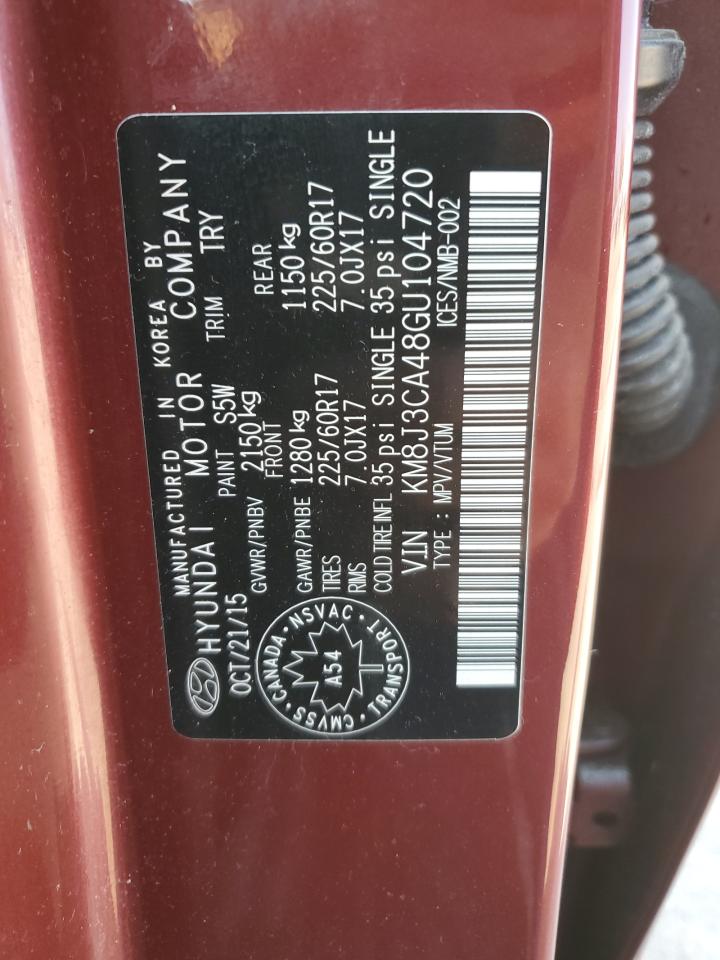 MANUFACTURED IN KOREA BY
HYUNDAI MOTOR COMPANY
OCT/21/15 PAINT S5W TRIM TRY
GVWR/PNBV 2150 kg
FRONT REAR
GAWR/PNBE 1280 kg 1150 kg
TIRES 225/60R17 225/60R17
RIMS 7.0JX17 7.0JX17
COLD TIRE INFL 35 psi SINGLE 35 psi SINGLE
VIN KM8J3CA48GU104720
TYPE : MPV/VTUM ICES/NMB-002
CANADA · NSVAC · TRANSPORT · CMVSS ·
A54